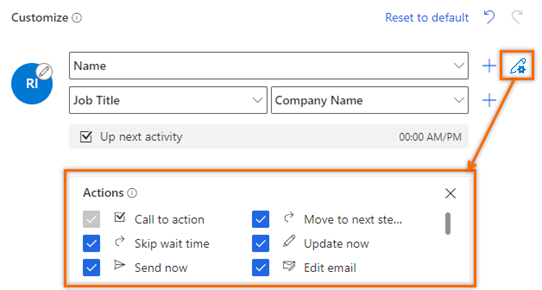 Customize Reset to default
Name
RI
Job Title Company Name
Up next activity 00:00 AM/PM
Actions
Call to action Move to next ste...
Skip wait time Update now
Send now Edit email